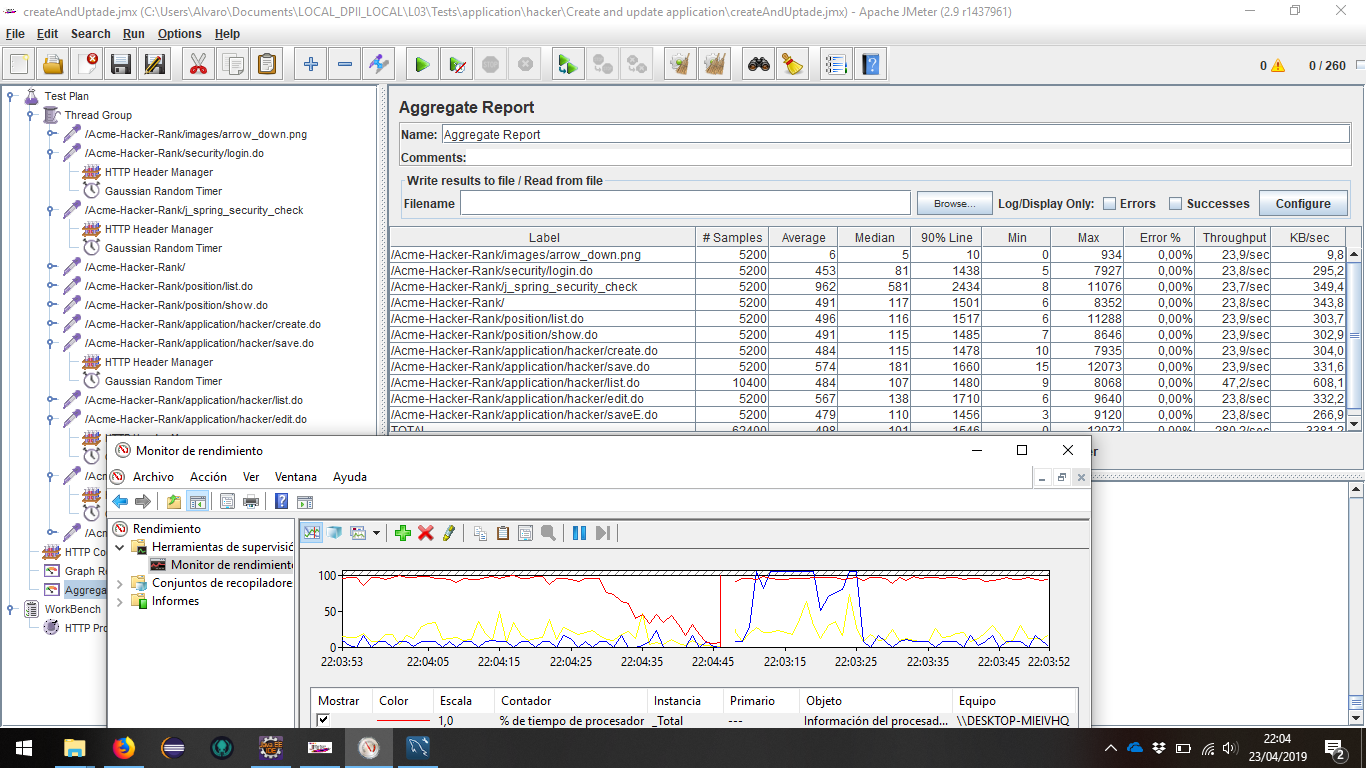 createAndUptade.jmx (C:\Users\Alvaro\Documents\LOCAL_DPII_LOCAL\L03\Tests\application\hacker\Create and update application\createAndUptade.jmx) - Apache JMeter (2.9 r1437961)
File Edit Search Run Options Help
0 0 / 260
Test Plan
Thread Group
/Acme-Hacker-Rank/images/arrow_down.png
/Acme-Hacker-Rank/security/login.do
HTTP Header Manager
Gaussian Random Timer
/Acme-Hacker-Rank/j_spring_security_check
HTTP Header Manager
Gaussian Random Timer
/Acme-Hacker-Rank/
/Acme-Hacker-Rank/position/list.do
/Acme-Hacker-Rank/position/show.do
/Acme-Hacker-Rank/application/hacker/create.do
/Acme-Hacker-Rank/application/hacker/save.do
HTTP Header Manager
Gaussian Random Timer
/Acme-Hacker-Rank/application/hacker/list.do
/Acme-Hacker-Rank/application/hacker/edit.do
/Acm
/Acm
HTTP Co
Graph Re
Aggrega
WorkBench
HTTP Pro
Aggregate Report
Name: Aggregate Report
Comments:
Write results to file / Read from file
Filename Browse... Log/Display Only: Errors Successes Configure
Label # Samples Average Median 90% Line Min Max Error % Throughput KB/sec
/Acme-Hacker-Rank/images/arrow_down.png 5200 6 5 10 0 934 0,00% 23,9/sec 9,8
/Acme-Hacker-Rank/security/login.do 5200 453 81 1438 5 7927 0,00% 23,9/sec 295,2
/Acme-Hacker-Rank/j_spring_security_check 5200 962 581 2434 8 11076 0,00% 23,7/sec 349,4
/Acme-Hacker-Rank/ 5200 491 117 1501 6 8352 0,00% 23,8/sec 343,8
/Acme-Hacker-Rank/position/list.do 5200 496 116 1517 6 11288 0,00% 23,8/sec 303,7
/Acme-Hacker-Rank/position/show.do 5200 491 115 1485 7 8646 0,00% 23,9/sec 302,9
/Acme-Hacker-Rank/application/hacker/create.do 5200 484 115 1478 10 7935 0,00% 23,9/sec 304,0
/Acme-Hacker-Rank/application/hacker/save.do 5200 574 181 1660 15 12073 0,00% 23,9/sec 331,6
/Acme-Hacker-Rank/application/hacker/list.do 10400 484 107 1480 9 8068 0,00% 47,2/sec 608,1
/Acme-Hacker-Rank/application/hacker/edit.do 5200 567 138 1710 6 9640 0,00% 23,8/sec 332,2
/Acme-Hacker-Rank/application/hacker/saveE.do 5200 479 110 1456 3 9120 0,00% 23,8/sec 266,9
TOTAL 62400 498 101 1546 0 12073 0,00% 280,2/sec 3381,2
Monitor de rendimiento
Archivo Acción Ver Ventana Ayuda
Rendimiento
Herramientas de supervisió
Monitor de rendimiento
Conjuntos de recopiladore
Informes
100
50
0
22:03:53 22:04:05 22:04:15 22:04:25 22:04:35 22:04:45 22:03:15 22:03:25 22:03:35 22:03:45 22:03:52
Mostrar Color Escala Contador Instancia Primario Objeto Equipo
1,0 % de tiempo de procesador _Total --- Información del procesad... \\DESKTOP-MIEIVHQ
22:04
23/04/2019
2